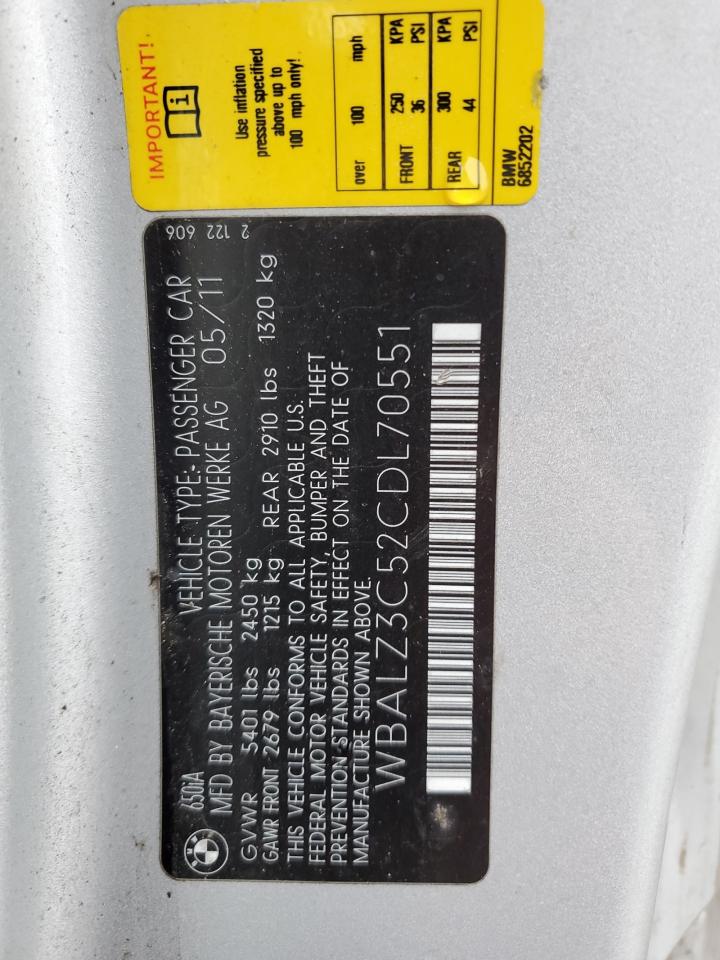 650iA VEHICLE TYPE: PASSENGER CAR 2 122 606
MFD BY BAYERISCHE MOTOREN WERKE AG 05/11
GVWR 5401 lbs 2450 kg
GAWR FRONT 2679 lbs 1215 kg REAR 2910 lbs 1320 kg
THIS VEHICLE CONFORMS TO ALL APPLICABLE U.S.
FEDERAL MOTOR VEHICLE SAFETY, BUMPER AND THEFT
PREVENTION STANDARDS IN EFFECT ON THE DATE OF
MANUFACTURE SHOWN ABOVE.
WBALZ3C52CDL70551
IMPORTANT!
Use inflation
pressure specified
above up to
100 mph only!
over 100 mph
FRONT 250 KPA
36 PSI
REAR 300 KPA
44 PSI
BMW
6852202